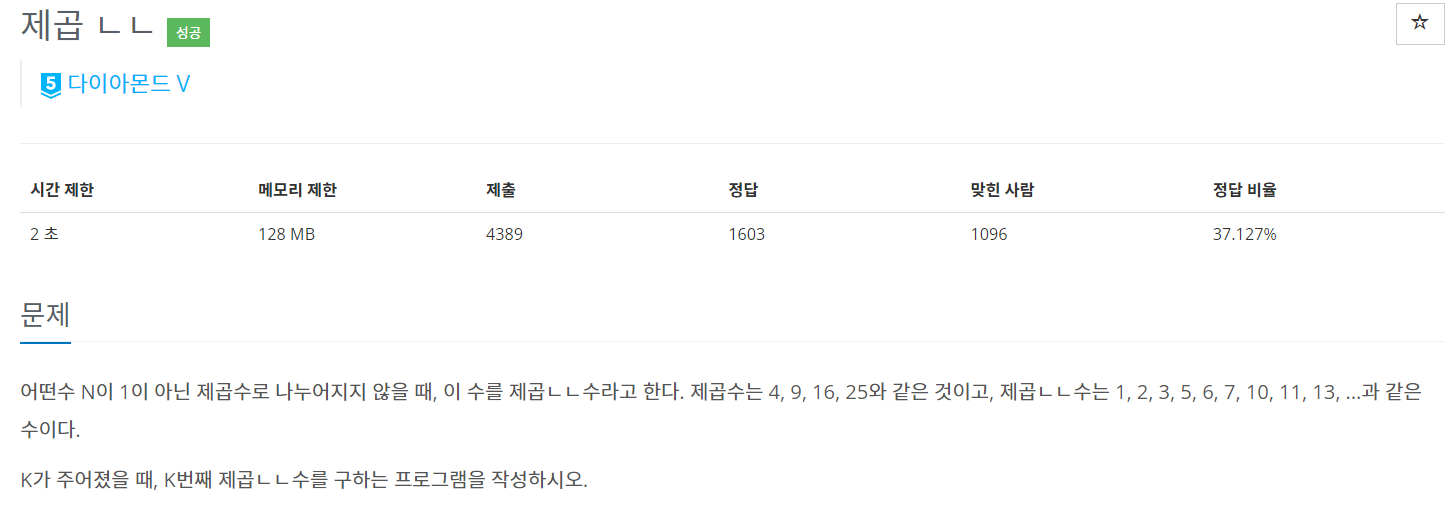 제곱 ㄴㄴ 성공
☆
5 다이아몬드 V
시간 제한 메모리 제한 제출 정답 맞힌 사람 정답 비율
2 초 128 MB 4389 1603 1096 37.127%
문제
어떤수 N이 1이 아닌 제곱수로 나누어지지 않을 때, 이 수를 제곱ㄴㄴ수라고 한다. 제곱수는 4, 9, 16, 25와 같은 것이고, 제곱ㄴㄴ수는 1, 2, 3, 5, 6, 7, 10, 11, 13, ...과 같은
수이다.
K가 주어졌을 때, K번째 제곱ㄴㄴ수를 구하는 프로그램을 작성하시오.